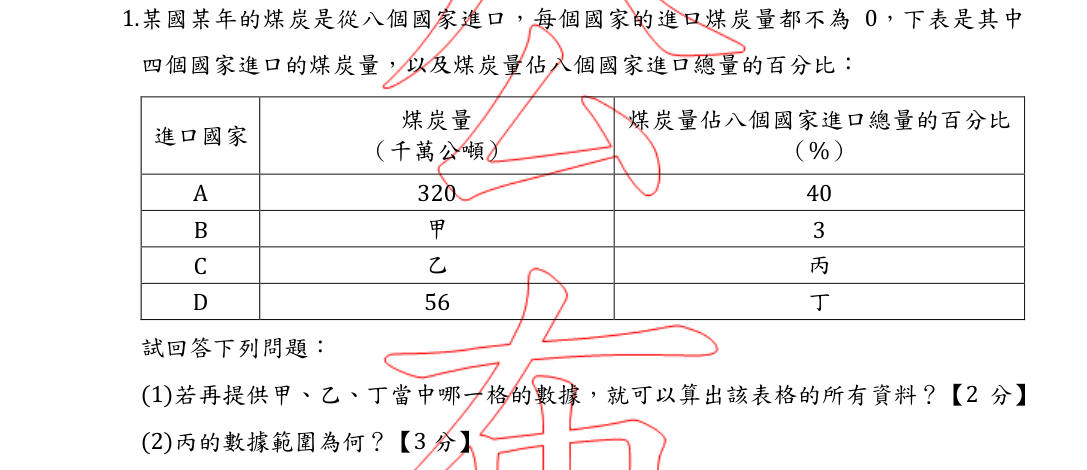 1.某國某年的煤炭是從八個國家進口，每個國家的進口煤炭量都不為 0，下表是其中
四個國家進口的煤炭量，以及煤炭量佔八個國家進口總量的百分比：
進口國家 煤炭量（千萬公噸） 煤炭量佔八個國家進口總量的百分比（%）
A 320 40
B 甲 3
C 乙 丙
D 56 丁
試回答下列問題：
(1)若再提供甲、乙、丁當中哪一格的數據，就可以算出該表格的所有資料？【2 分】
(2)丙的數據範圍為何？【3 分】